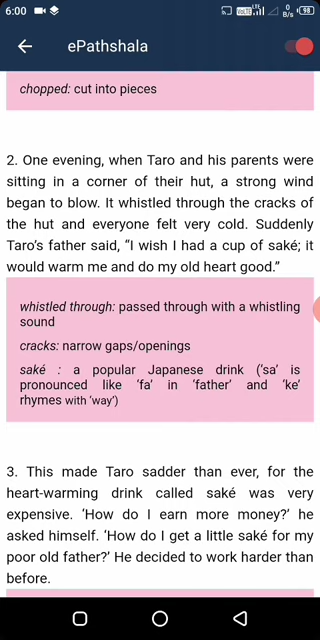 6:00 VoLTE LTE 0 B/s 98
ePathshala
chopped: cut into pieces
2. One evening, when Taro and his parents were
sitting in a corner of their hut, a strong wind
began to blow. It whistled through the cracks of
the hut and everyone felt very cold. Suddenly
Taro’s father said, “I wish I had a cup of saké; it
would warm me and do my old heart good.”
whistled through: passed through with a whistling
sound
cracks: narrow gaps/openings
saké : a popular Japanese drink (‘sa’ is
pronounced like ‘fa’ in ‘father’ and ‘ke’
rhymes with ‘way’)
3. This made Taro sadder than ever, for the
heart-warming drink called saké was very
expensive. ‘How do I earn more money?’ he
asked himself. ‘How do I get a little saké for my
poor old father?’ He decided to work harder than
before.